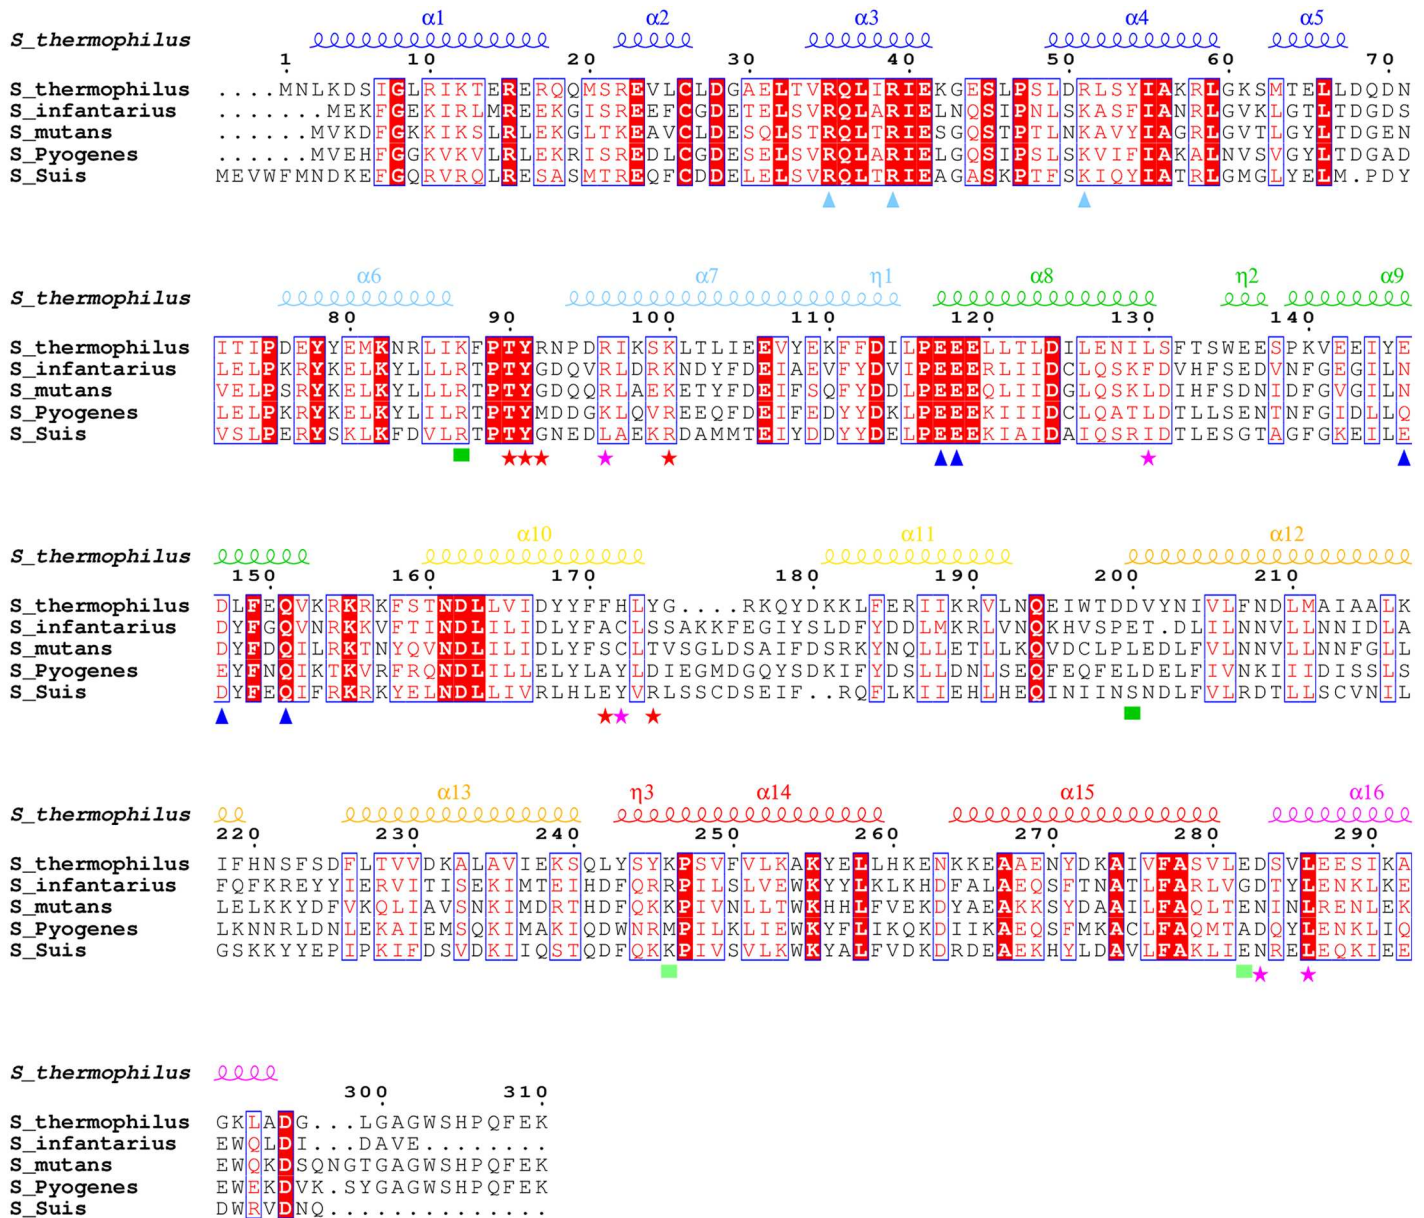 α1 α2 α3 α4 α5
S_thermophilus
1 10 20 30 40 50 60 70
S_thermophilus ....MNLKDSIGLRIKTERERQQMSREVLCLDGAELTVRQLIRIEKGESLPSLDRLSYIAKRLGKSMTELLDQDN
S_infantarius .......MEKFGEKIRLMREEKGISREEFCGDETELSVRQLARIELNQSIPNLSKASFIAKALGVKLGTLTDGES
S_mutans ......MVKDFGKKIKSLRLEKGLTKEAVCLDESQLSTRQLTRIESGQSTPTLNKAVYIAGRLGVTLGYLTDGEN
S_Pyogenes ......MVEHFGGKVKVLRLEKRISREDLCGDESELSVRQLARIELGQSIPSLSKVIFIAKALNVSVGYLTDGAD
S_Suis MEVWFMNDKEFGQRVRQLRESASMTREQFCDDELELSVRQLTRIEAGASKPTFSKIQYIATRLGMGLYELM.PDY
α6 α7 η1 α8 η2 α9
S_thermophilus
80 90 100 110 120 130 140
S_thermophilus ITIPDEYYEMKNRLIKFPTYRNPDRIKSKLTLIEEVYEKFFDILPEEELLTLDILENILSFTSWEESPKVEEIYE
S_infantarius LELPKRYKELKYLLLRTPTYGDQVRLDRKNDYFDEIAEVFYDVIPEEELIFLDCLQSKFDVHFSEDVNFGEGILN
S_mutans VELPSRYKELKYLLLRTPTYGDQQRLAEKETYFDEIFSQFYDDLPEEEQLIIDGLQSKLDIHFSDNIDFGVGILN
S_Pyogenes LELPKRYKELKYLILRTPTYMDDGKLQVREEQFDEIFEDYYDKLPEEEKIIIDCLQATLDTLLSENTNFGIDLLQ
S_Suis VSLPERYSKLKFDVLRTPTYGNEDLAEKRDAMMTEIYDDYYDELPEEEKIAIDAIQSRIDTLESGTAGFGKEILE
α10 α11 α12
S_thermophilus
150 160 170 180 190 200 210
S_thermophilus DLFEQVKRKRKFSTNDLLVIDYYFFHLYG....RKQYDKKLFERIIKRVLNQEIWTDDVYNIVLFNDLMAIAALK
S_infantarius DYFGQVNRKKVFTINDLILIDLYFACLSSAKKFEGIYSLDFYDDLMKRLVNQKHVSPET.DLILNNVLLNNIDLA
S_mutans DYFDQILRKTNYQVNDLILIDLYFSCLTVSGLDSAIFDSRKYNQLLETLLKQVDCLPLEDLFVLNNVLLNNFGLL
S_Pyogenes EYFNQIKTKVRFRQNDLILLELYLAYLDIEGMDGQYSDKIFYDSLLDNLSEQFEQFELDELFIVNKIIIDISSLS
S_Suis DYFEQIFRKRKYELNDLLIVRLHLEYVRLSSCDSEIF..RQFLKIIEHLHEQINIINSNDLFVLRDTLLSCVNIL
α13 η3 α14 α15 α16
S_thermophilus
220 230 240 250 260 270 280 290
S_thermophilus IFHNSFSDFLTVVDKALAVIEKSQLYSYKPSVFVLKAKYELLHKENKKEAAENYDKAIVFASVLEDSVLEESIKA
S_infantarius FQFKREYYIERVITISEKIMTEIHDFQRRPILSLVEWKYYLKLKHDFALAEQSFTNATLFARLVGDTYLENKLKE
S_mutans LELKKYDFVKQLIAVSNKIMDRTHDFQKKPIVNLLTWKHHLFVEKDYAEAKKSYDAAILFAQLTENINLRENLEK
S_Pyogenes LKNNRLDNLEKAIEMSQKIMAKIQDWNRMPILKLIEWKYFLIKQKDIIKAEQSFMKACLFAQMTADQYLENKLIQ
S_Suis GSKKYYEPIPKIFDSVDKIIQSTQDFQKKPIVSVLKWKYALFVDKDRDEAEKHYLDAVLFAKLIENRELEQKIEE
S_thermophilus
300 310
S_thermophilus GKLADG...LGAGWSHPQFEK
S_infantarius EWQLDI...DAVE........
S_mutans EWQKDSQNGTGAGWSHPQFEK
S_Pyogenes EWEKDVK.SYGAGWSHPQFEK
S_Suis DWRVDNQ..............